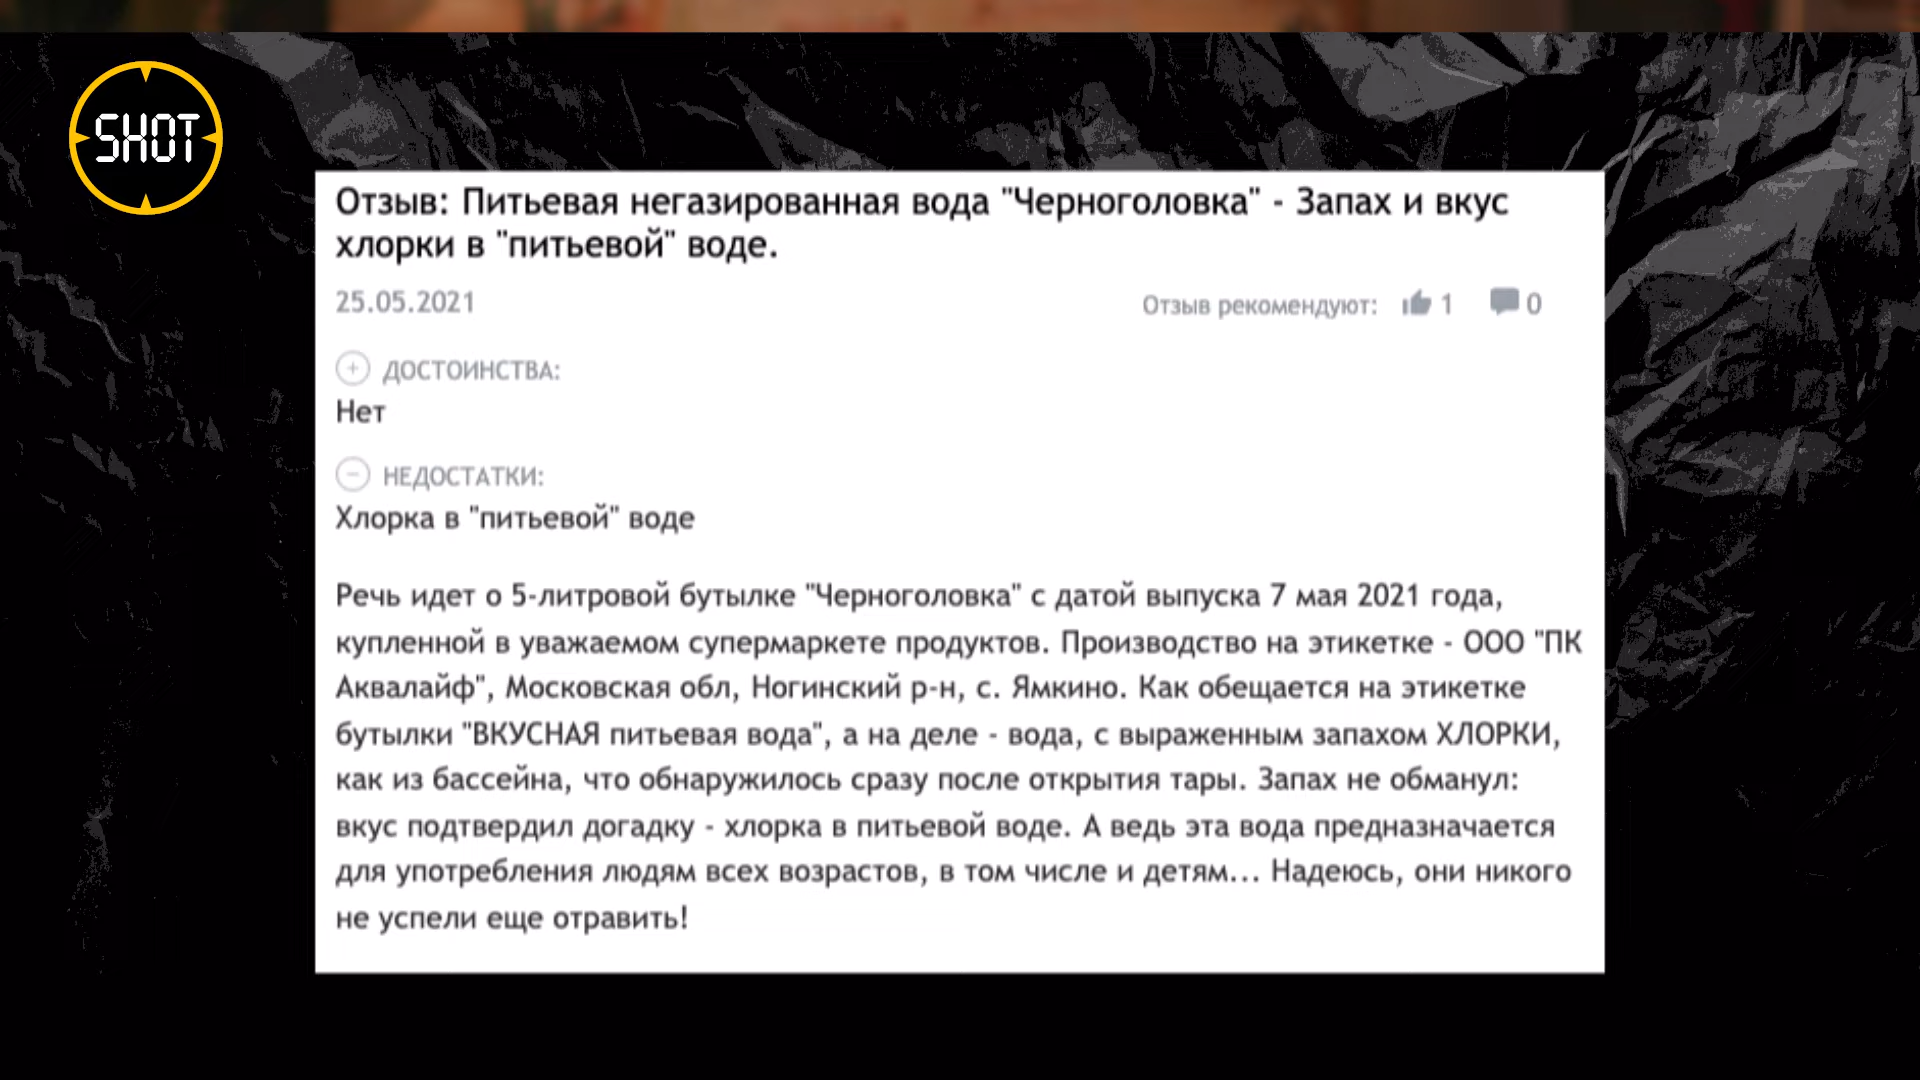 SHOT
Отзыв: Питьевая негазированная вода "Черноголовка" - Запах и вкус
хлорки в "питьевой" воде.
25.05.2021
Отзыв рекомендуют: 1 0
ДОСТОИНСТВА:
Нет
НЕДОСТАТКИ:
Хлорка в "питьевой" воде
Речь идет о 5-литровой бутылке "Черноголовка" с датой выпуска 7 мая 2021 года,
купленной в уважаемом супермаркете продуктов. Производство на этикетке - ООО "ПК
Аквалайф", Московская обл, Ногинский р-н, с. Ямкино. Как обещается на этикетке
бутылки "ВКУСНАЯ питьевая вода", а на деле - вода, с выраженным запахом ХЛОРКИ,
как из бассейна, что обнаружилось сразу после открытия тары. Запах не обманул:
вкус подтвердил догадку - хлорка в питьевой воде. А ведь эта вода предназначается
для употребления людям всех возрастов, в том числе и детям... Надеюсь, они никого
не успели еще отравить!